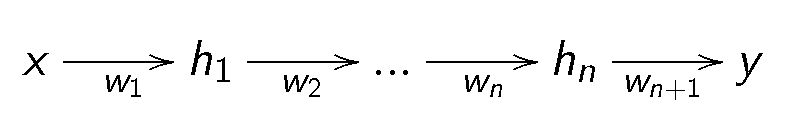 x h₁ ... hₙ y
w₁ w₂ wₙ wₙ₊₁